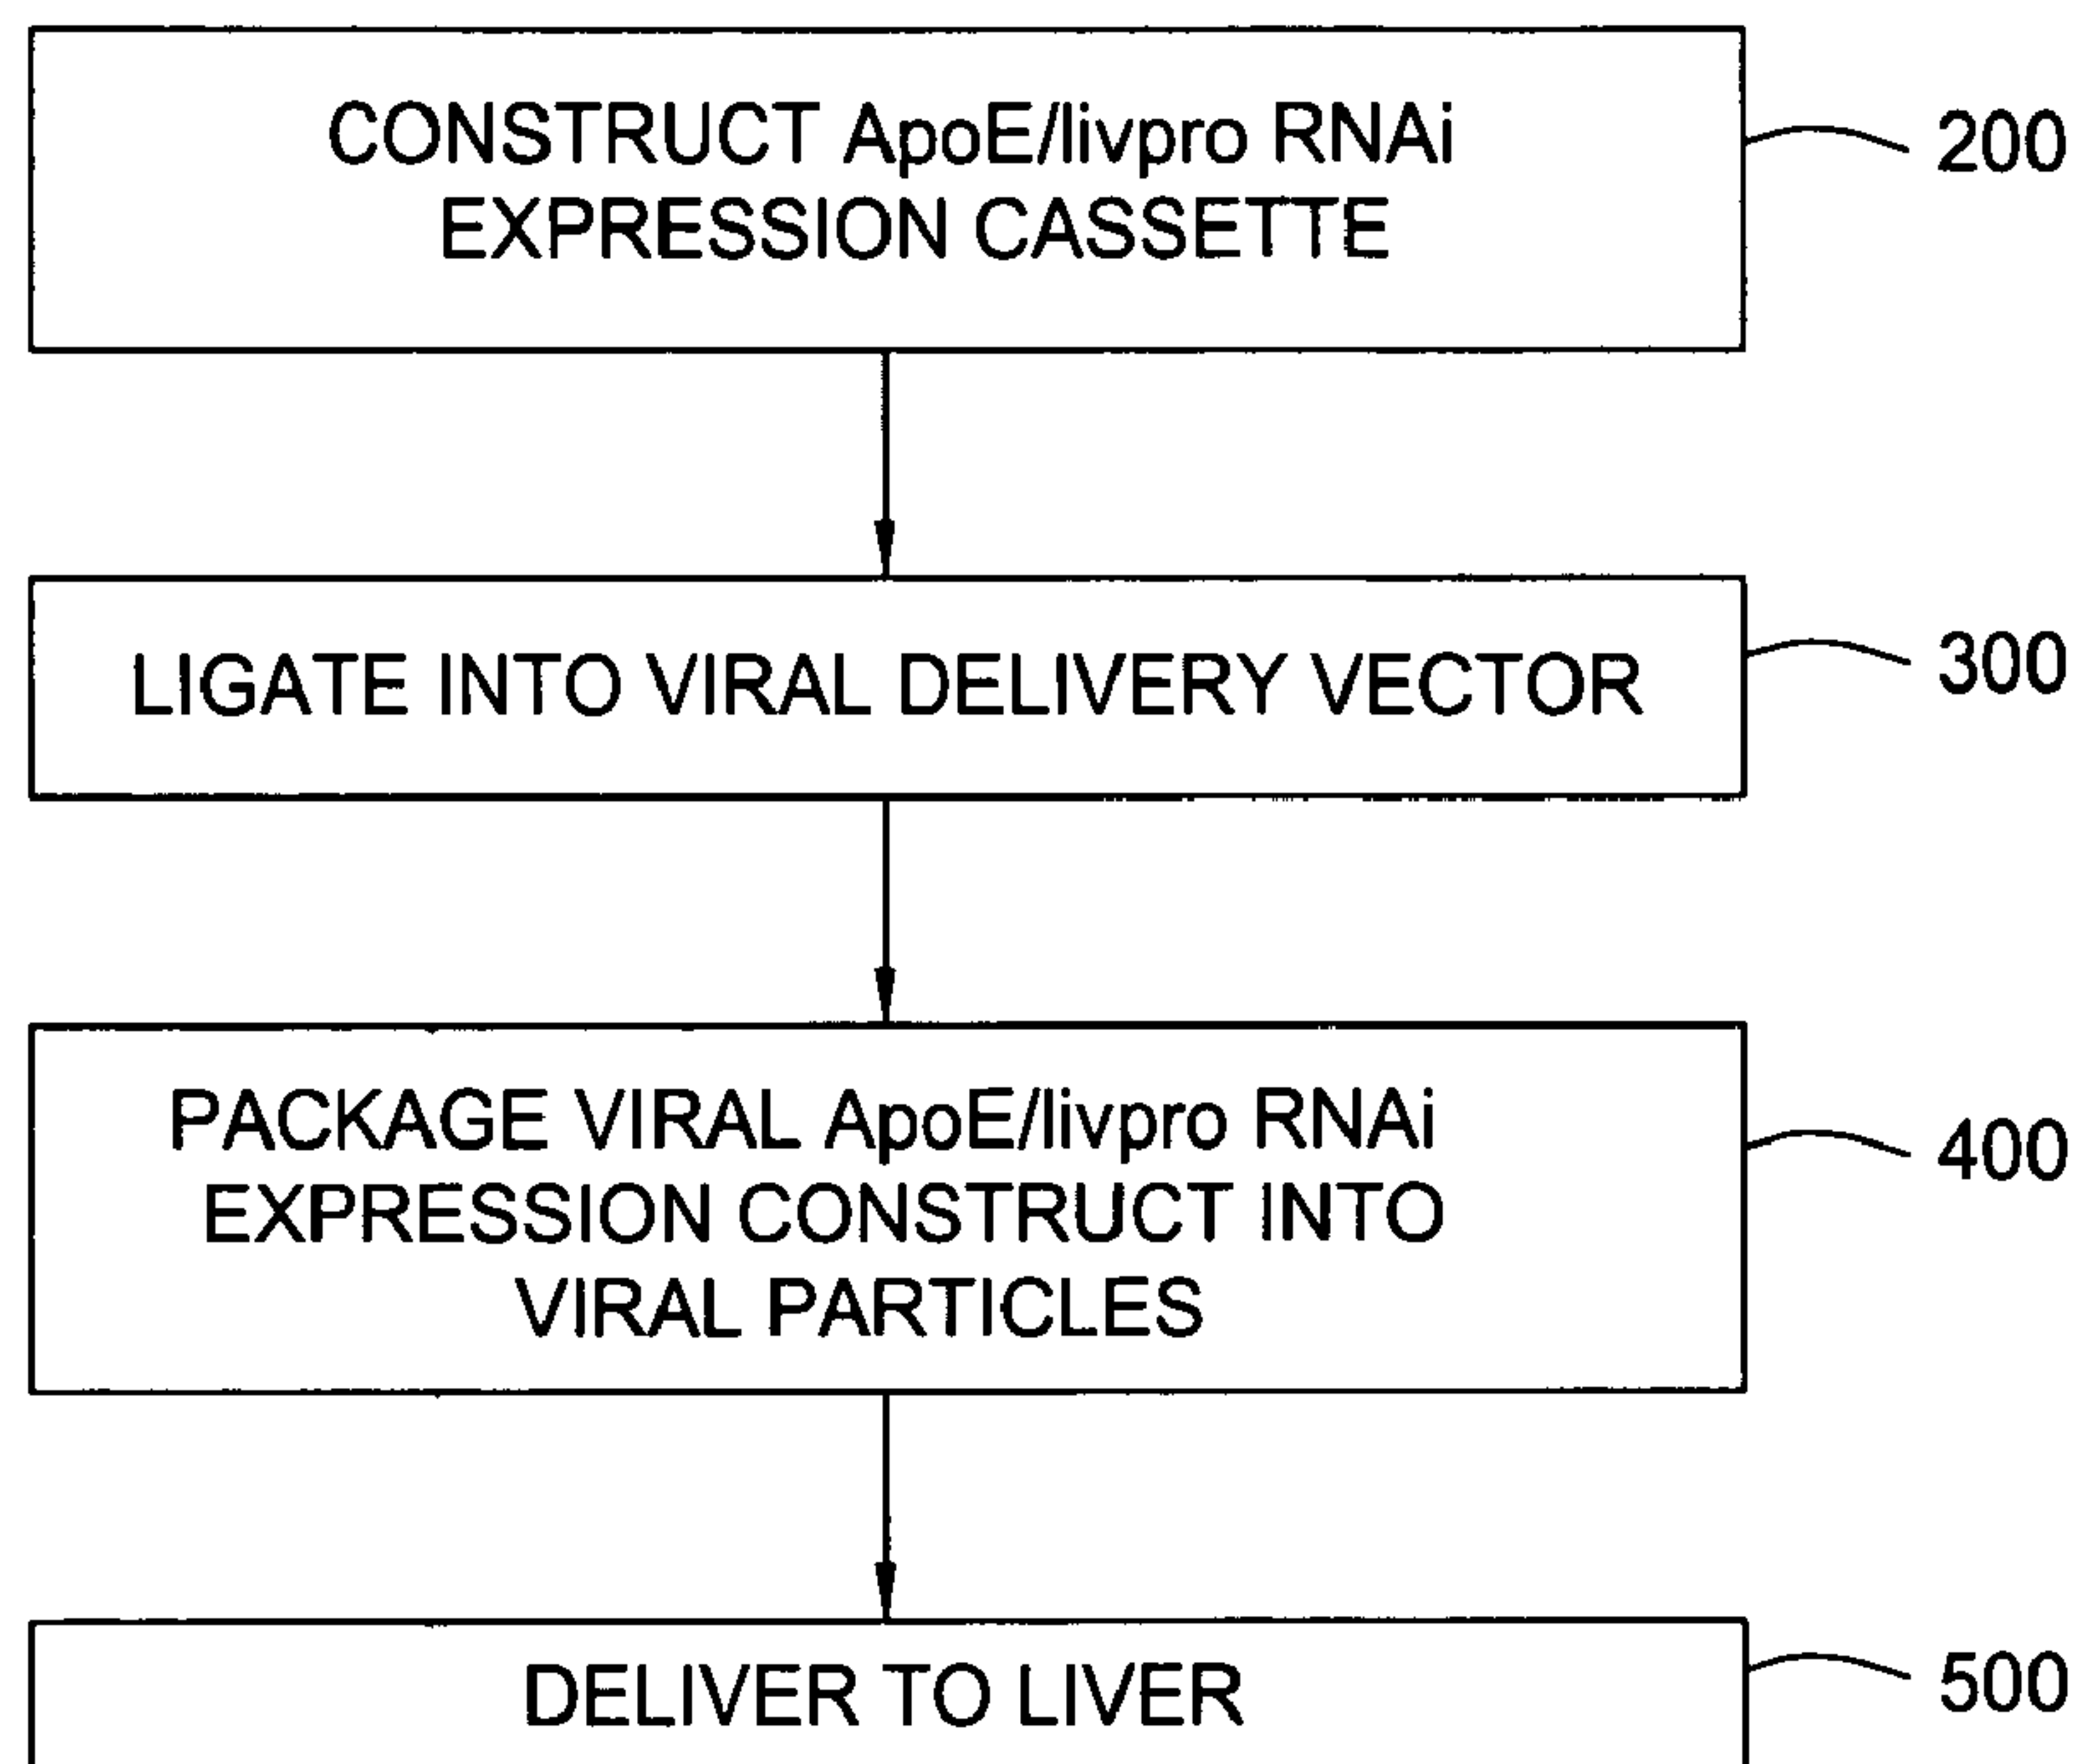 CONSTRUCT ApoE/livpro RNAi
EXPRESSION CASSETTE
200
LIGATE INTO VIRAL DELIVERY VECTOR
300
PACKAGE VIRAL ApoE/livpro RNAi
EXPRESSION CONSTRUCT INTO
VIRAL PARTICLES
400
DELIVER TO LIVER
500